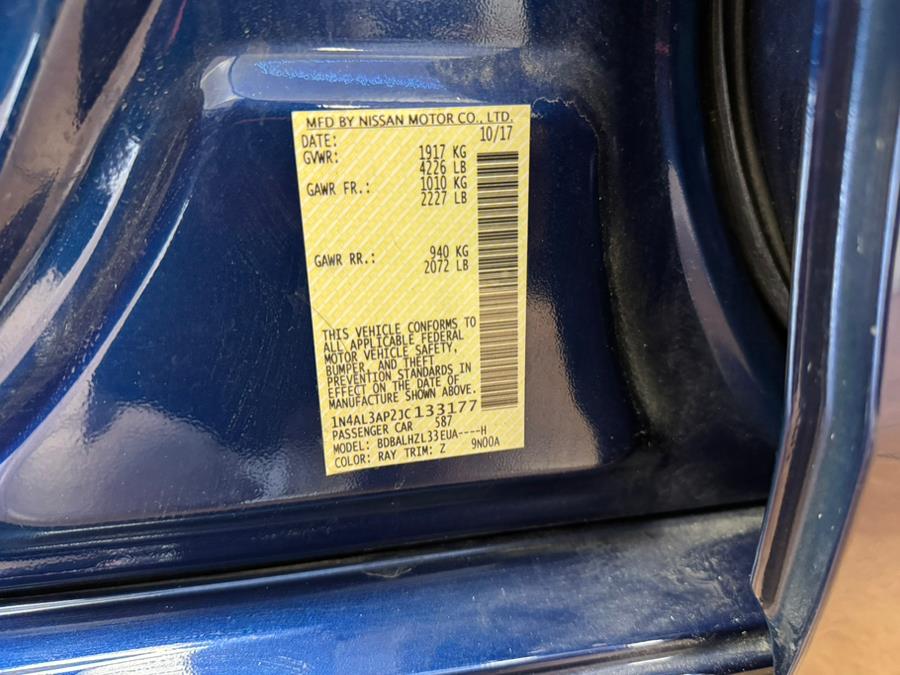 MFD BY NISSAN MOTOR CO., LTD.
DATE: 10/17
GVWR: 1917 KG
4226 LB
GAWR FR.: 1010 KG
2227 LB
GAWR RR.: 940 KG
2072 LB
THIS VEHICLE CONFORMS TO
ALL APPLICABLE FEDERAL
MOTOR VEHICLE SAFETY,
BUMPER, AND THEFT
PREVENTION STANDARDS IN
EFFECT ON THE DATE OF
MANUFACTURE SHOWN ABOVE.
1N4AL3AP2JC133177
PASSENGER CAR 587
MODEL: BDBALHZL33EUA----H
COLOR: RAY TRIM: Z 9N00A